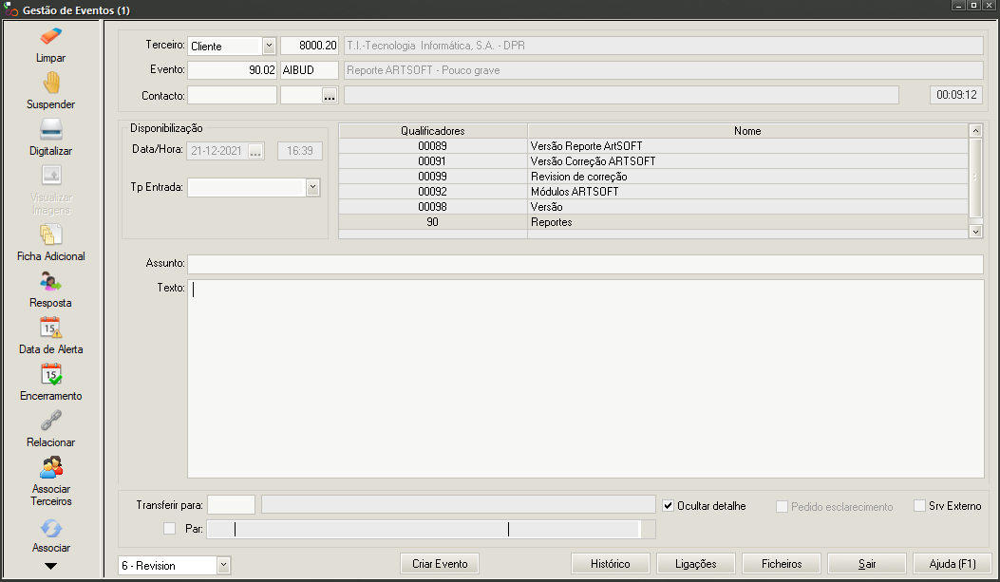 Gestão de Eventos (1)
Limpar
Suspender
Digitalizar
Visualizar
Imagens
Ficha Adicional
Resposta
15
Data de Alerta
15
Encerramento
Relacionar
Associar
Terceiros
Associar
Terceiro: Cliente 8000.20 T.I.-Tecnologia Informática, S.A. - DPR
Evento: 90.02 AIBUD Reporte ARTSOFT - Pouco grave
Contacto: ... 00:09:12
Disponibilização
Data/Hora: 21-12-2021 ... 16:39
Tp Entrada:
Qualificadores Nome
00089 Versão Reporte ArtSOFT
00091 Versão Correção ARTSOFT
00099 Revision de correção
00092 Módulos ARTSOFT
00098 Versão
90 Reportes
Assunto:
Texto:
Transferir para: Ocultar detalhe Pedido esclarecimento Srv Externo
Par:
6 - Revision Criar Evento Histórico Ligações Ficheiros Sair Ajuda (F1)